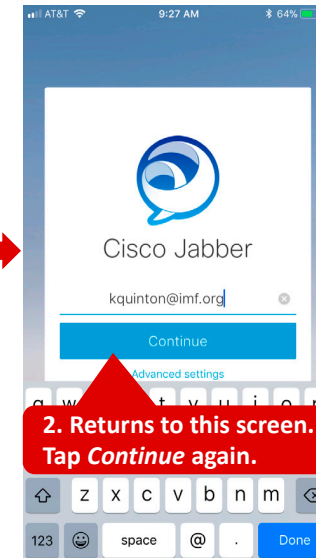 AT&T 9:27 AM 64%
Cisco Jabber
kquinton@imf.org
Continue
Advanced settings
q w t y u i o
2. Returns to this screen.
Tap Continue again.
z x c v b n m
123 space @ . Done